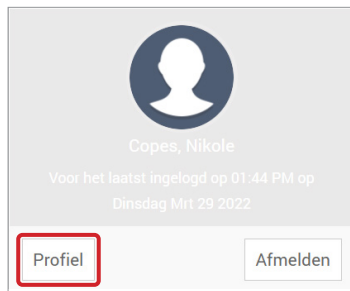 Copes, Nikole
Voor het laatst ingelogd op 01:44 PM op
Dinsdag Mrt 29 2022
Profiel
Afmelden